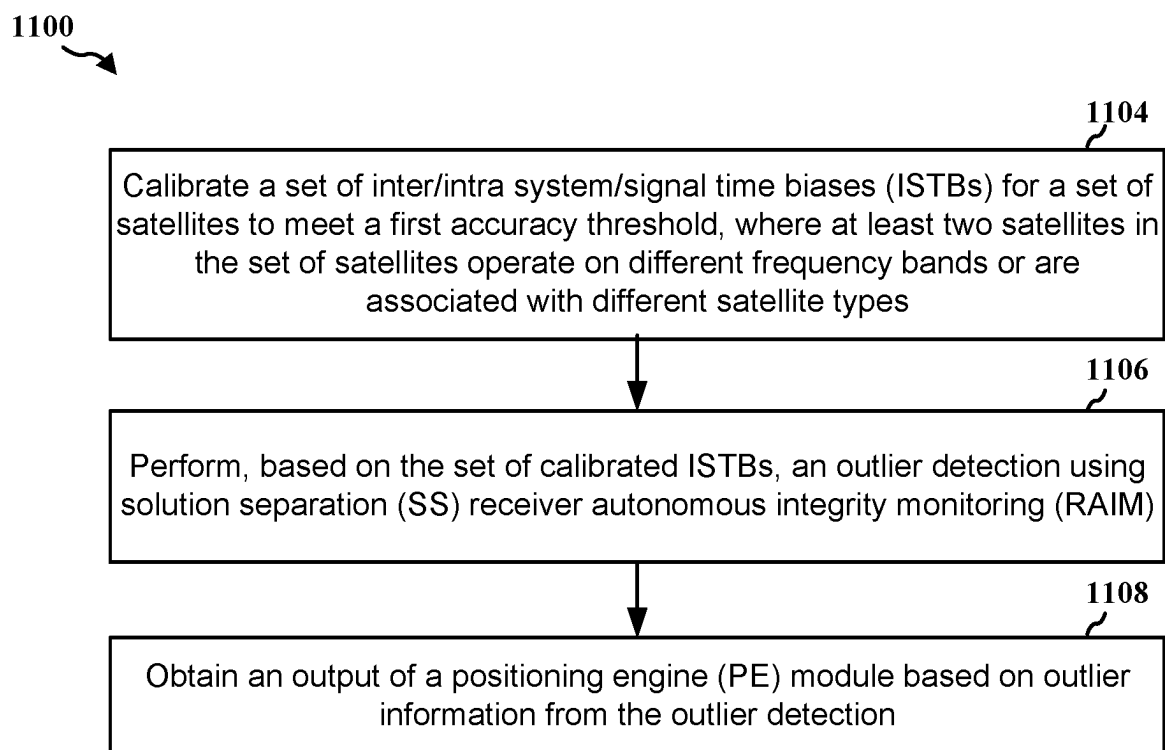 1100
1104
Calibrate a set of inter/intra system/signal time biases (ISTBs) for a set of
satellites to meet a first accuracy threshold, where at least two satellites in
the set of satellites operate on different frequency bands or are
associated with different satellite types
1106
Perform, based on the set of calibrated ISTBs, an outlier detection using
solution separation (SS) receiver autonomous integrity monitoring (RAIM)
1108
Obtain an output of a positioning engine (PE) module based on outlier
information from the outlier detection